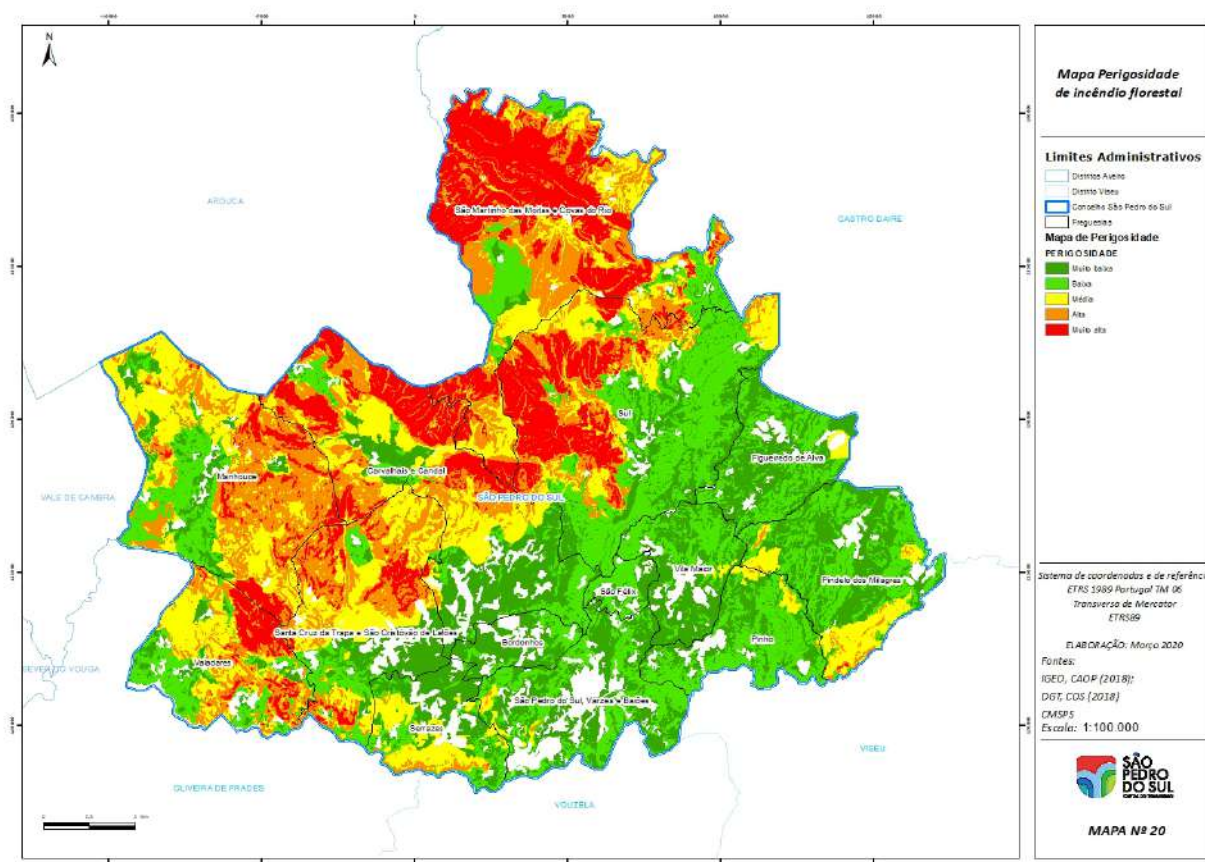 N
AROUCA
São Martinho das Moitas e Covas do Rio
CASTRO DAIRE
Sul
Figueiredo de Alva
Manhouce
Carvalhais e Candal
VALE DE CAMBRA
SÃO PEDRO DO SUL
Vila Maior
Pindelo dos Milagres
São Félix
Santa Cruz da Trapa e São Cristóvão de Lafões
Bordonhos
Pinho
SEVER DO VOUGA
Valadares
São Pedro do Sul, Várzea e Baiões
Serrazes
VISEU
OLIVEIRA DE FRADES
VOUZELA
Mapa Perigosidade
de incêndio florestal
Limites Administrativos
Distritos Aveiro
Distrito Viseu
Concelho São Pedro do Sul
Freguesias
Mapa de Perigosidade
PERIGOSIDADE
Muito baixa
Baixa
Média
Alta
Muito alta
Sistema de coordenadas e de referência
ETRS 1989 Portugal TM 06
Transversa de Mercator
ETRS89
ELABORAÇÃO: Março 2020
Fontes:
IGEO, CAOP (2018);
DGT, COS (2018)
CMSPS
Escala: 1:100.000
SÃO
PEDRO
DO SUL
MAPA Nº 20